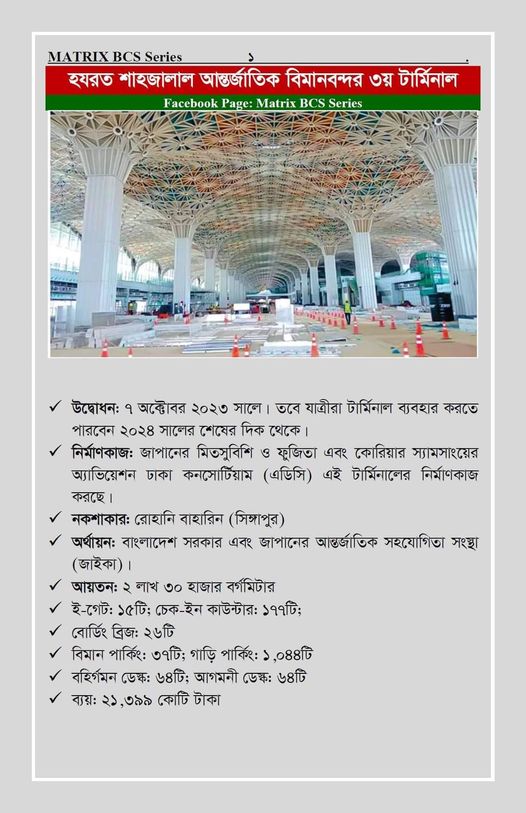 MATRIX BCS Series ১ .
হযরত শাহজালাল আন্তর্জাতিক বিমানবন্দর ৩য় টার্মিনাল
Facebook Page: Matrix BCS Series
✓ উদ্বোধন: ৭ অক্টোবর ২০২৩ সালে। তবে যাত্রীরা টার্মিনাল ব্যবহার করতে
পারবেন ২০২৪ সালের শেষের দিক থেকে।
✓ নির্মাণকাজ: জাপানের মিতসুবিশি ও ফুজিতা এবং কোরিয়ার স্যামসাংয়ের
অ্যাভিয়েশন ঢাকা কনসোর্টিয়াম (এডিসি) এই টার্মিনালের নির্মাণকাজ
করছে।
✓ নকশাকার: রোহানি বাহারিন (সিঙ্গাপুর)
✓ অর্থায়ন: বাংলাদেশ সরকার এবং জাপানের আন্তর্জাতিক সহযোগিতা সংস্থা
(জাইকা)।
✓ আয়তন: ২ লাখ ৩০ হাজার বর্গমিটার
✓ ই-গেট: ১৫টি; চেক-ইন কাউন্টার: ১৭৭টি;
✓ বোর্ডিং ব্রিজ: ২৬টি
✓ বিমান পার্কিং: ৩৭টি; গাড়ি পার্কিং: ১,০৪৪টি
✓ বহির্গমন ডেস্ক: ৬৪টি; আগমনী ডেস্ক: ৬৪টি
✓ ব্যয়: ২১,৩৯৯ কোটি টাকা